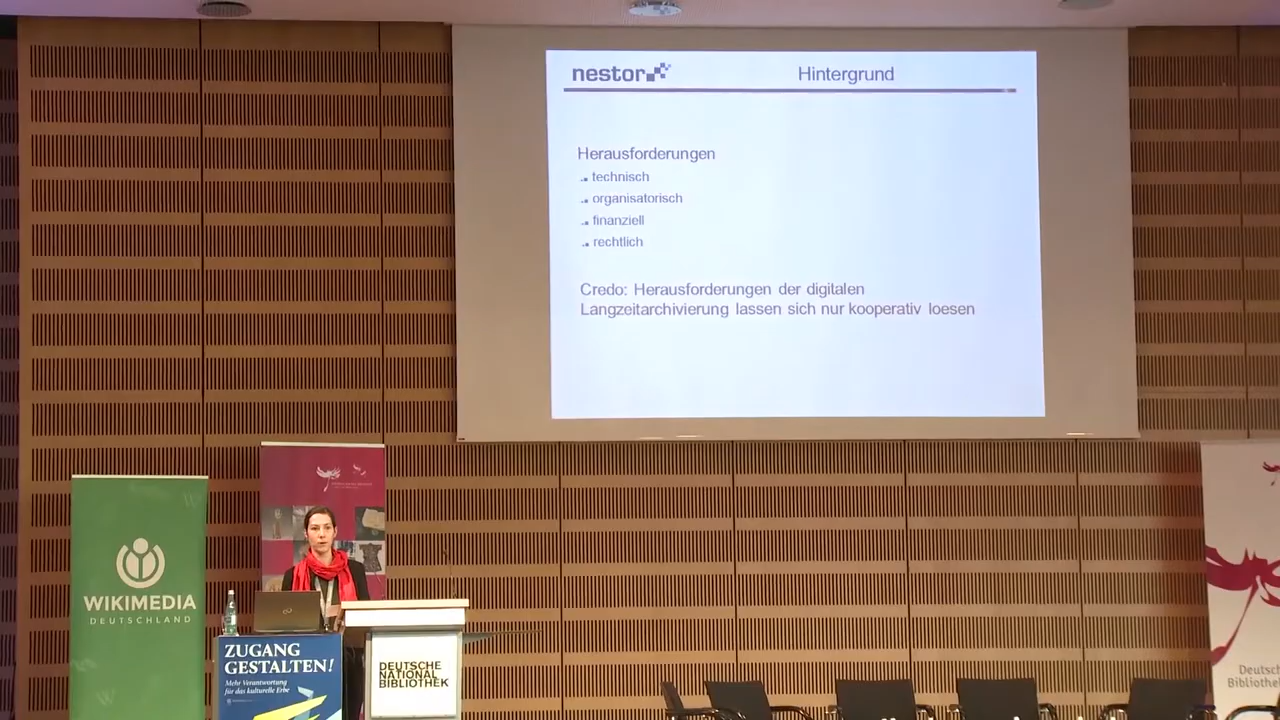 nestor
Hintergrund
Herausforderungen
technisch
organisatorisch
finanziell
rechtlich
Credo: Herausforderungen der digitalen
Langzeitarchivierung lassen sich nur kooperativ loesen
WIKIMEDIA
DEUTSCHLAND
ZUGANG
GESTALTEN!
Mehr Verantwortung
für das kulturelle Erbe
DEUTSCHE
NATIONAL
BIBLIOTHEK
Deutsch
Bibliothek